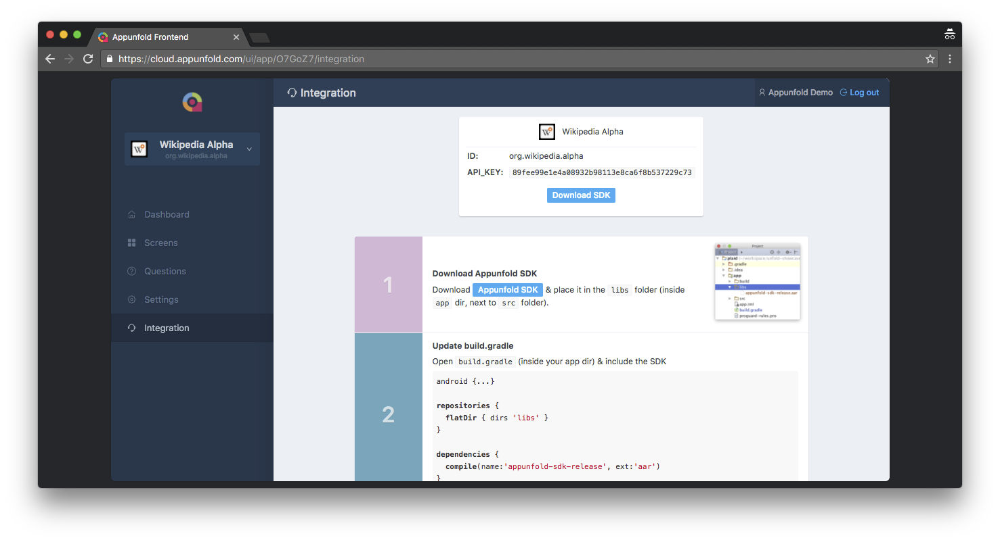 Appunfold Frontend
https://cloud.appunfold.com/ui/app/O7GoZ7/integration
Integration
Appunfold Demo Log out
Wikipedia Alpha
org.wikipedia.alpha
Dashboard
Screens
Questions
Settings
Integration
W
Wikipedia Alpha
ID: org.wikipedia.alpha
API_KEY: 89fee99e1e4a08932b98113e8ca6f8b537229c73
Download SDK
1
Download Appunfold SDK
Download Appunfold SDK & place it in the libs folder (inside
app dir, next to src folder).
Project
Project
plaid (~/workspace/unfold-showcase
.gradle
.idea
app
build
libs
appunfold-sdk-release.aar
src
app.iml
build.gradle
proguard-rules.pro
2
Update build.gradle
Open build.gradle (inside your app dir) & include the SDK
android {...}
repositories {
flatDir { dirs 'libs' }
}
dependencies {
compile(name:'appunfold-sdk-release', ext:'aar')
}